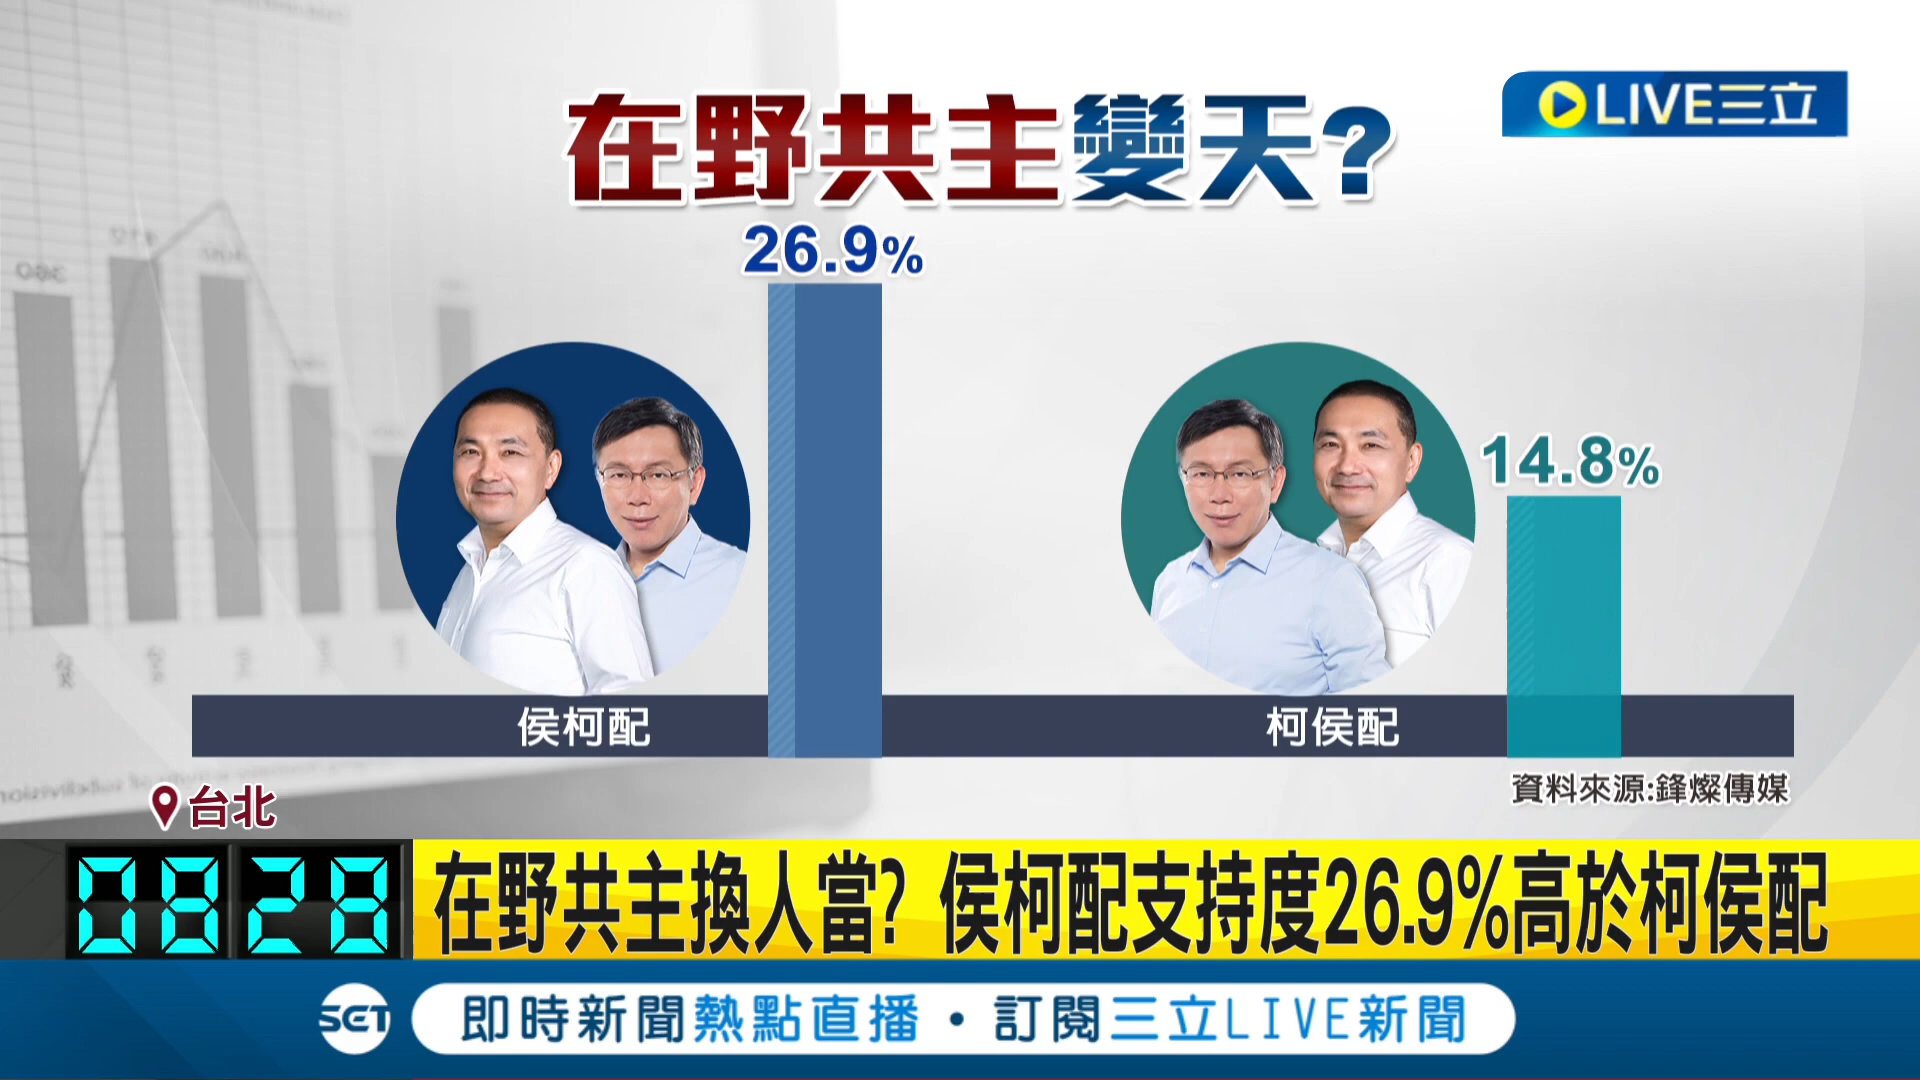 在野共主變天?
LIVE三立
26.9%
14.8%
360
侯柯配
柯侯配
資料來源:鋒燦傳媒
台北
08 28
在野共主換人當? 侯柯配支持度26.9%高於柯侯配
SET
即時新聞熱點直播·訂閱三立LIVE新聞